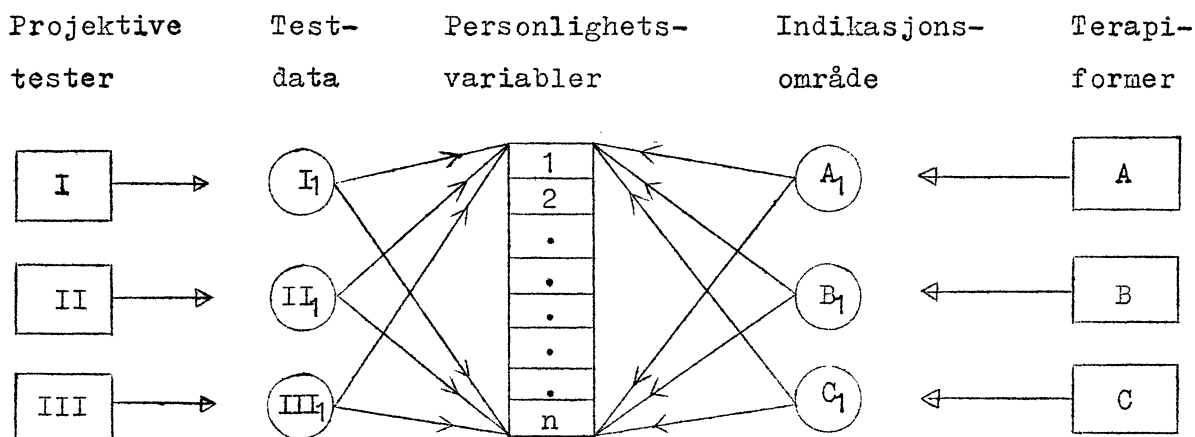 Projektive Test- Personlighets- Indikasjons- Terapi-
tester data variabler område former
1
I I₁ 2 A₁ A
.
.
II II₁ . B₁ B
.
.
III III₁ n C₁ C